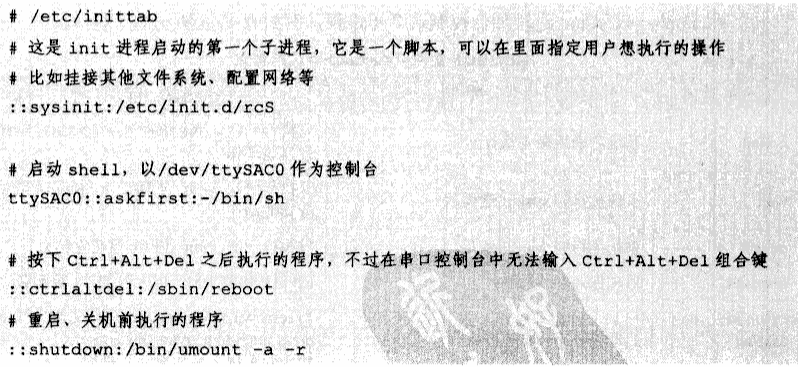 # /etc/inittab
# 这是 init 进程启动的第一个子进程，它是一个脚本，可以在里面指定用户想执行的操作
# 比如挂接其他文件系统、配置网络等
::sysinit:/etc/init.d/rcS
# 启动 shell，以/dev/ttySAC0 作为控制台
ttySAC0::askfirst:-/bin/sh
# 按下 Ctrl+Alt+Del 之后执行的程序，不过在串口控制台中无法输入 Ctrl+Alt+Del 组合键
::ctrlaltdel:/sbin/reboot
# 重启、关机前执行的程序
::shutdown:/bin/umount -a -r